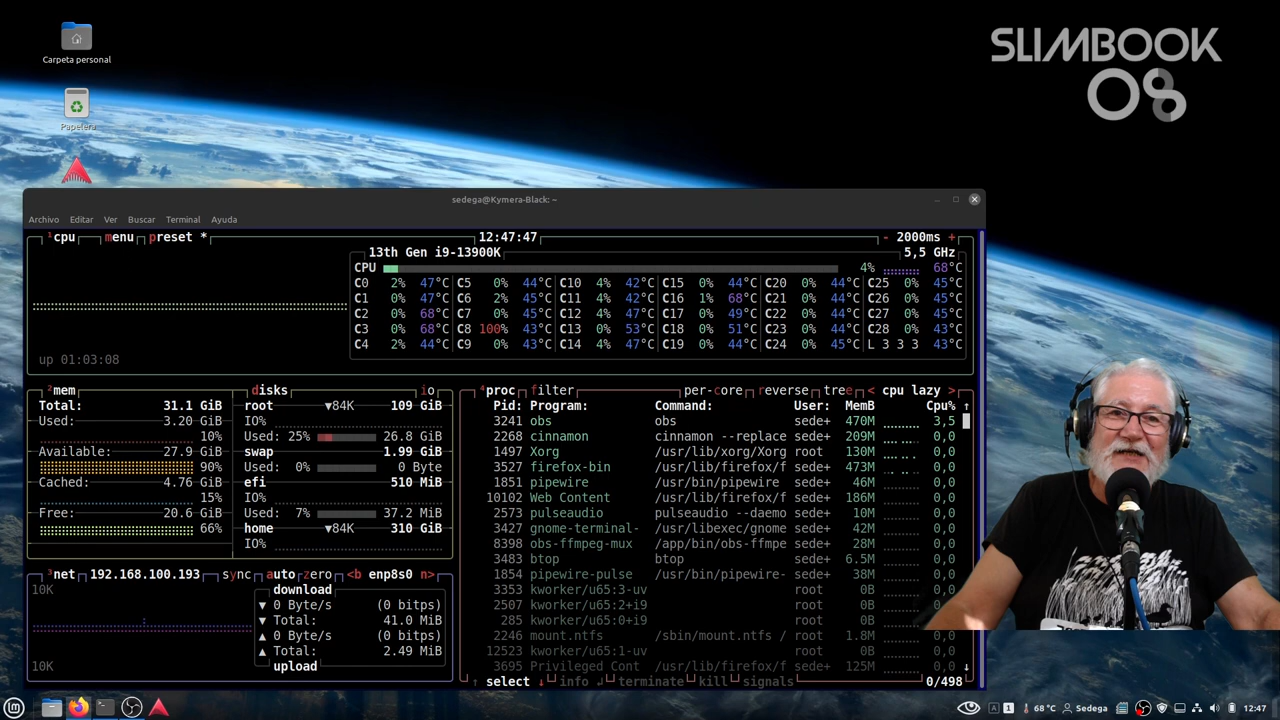 SLIMBOOK
OS
Carpeta personal
Papelera
sedega@Kymera-Black: ~
Archivo Editar Ver Buscar Terminal Ayuda
¹cpu menu preset * 12:47:47 - 2000ms +
13th Gen i9-13900K 5,5 GHz
CPU 4% 68°C
C0 2% 47°C C5 0% 44°C C10 4% 42°C C15 0% 44°C C20 0% 44°C C25 0% 45°C
C1 0% 47°C C6 2% 45°C C11 4% 42°C C16 1% 68°C C21 0% 44°C C26 0% 45°C
C2 0% 68°C C7 0% 44°C C12 4% 47°C C17 0% 49°C C22 0% 44°C C27 0% 45°C
C3 0% 68°C C8 100% 43°C C13 0% 53°C C18 0% 51°C C23 0% 44°C C28 0% 43°C
C4 2% 44°C C9 0% 43°C C14 4% 47°C C19 0% 44°C C24 0% 45°C L 3 3 3 43°C
up 01:03:08
²mem disks io
Total: 31.1 GiB root ▼84K 109 GiB
Used: 3.20 GiB IO%
10% Used: 25% 26.8 GiB
Available: 27.9 GiB swap 1.99 GiB
90% Used: 0% 0 Byte
Cached: 4.76 GiB efi 510 MiB
15% IO%
Free: 20.6 GiB Used: 7% 37.2 MiB
66% home ▼84K 310 GiB
IO%
³net 192.168.100.193 sync auto zero <b enp8s0 n>
10K download
▼ 0 Byte/s (0 bitps)
▼ Total: 41.0 MiB
▲ 0 Byte/s (0 bitps)
▲ Total: 2.49 MiB
10K upload
⁴proc filter per-core reverse tree < cpu lazy >
Pid: Program: Command: User: MemB Cpu% ↑
3241 obs obs sede+ 470M 3,5
2268 cinnamon cinnamon --replace sede+ 209M 0,0
1497 Xorg /usr/lib/xorg/Xorg root 130M 0,0
3527 firefox-bin /usr/lib/firefox/f sede+ 473M 0,0
1851 pipewire /usr/bin/pipewire sede+ 46M 0,0
10102 Web Content /usr/lib/firefox/f sede+ 186M 0,0
2573 pulseaudio pulseaudio --daemo sede+ 10M 0,0
3427 gnome-terminal- /usr/libexec/gnome sede+ 42M 0,0
8398 obs-ffmpeg-mux /app/bin/obs-ffmpe sede+ 28M 0,0
3483 btop btop sede+ 6.5M 0,0
1854 pipewire-pulse /usr/bin/pipewire- sede+ 38M 0,0
3353 kworker/u65:3-uv root 0B 0,0
2507 kworker/u65:2+i9 root 0B
285 kworker/u65:0+i9 root 0B
2246 mount.ntfs /sbin/mount.ntfs / root 1.8M 0,0
12523 kworker/u65:1-uv root 0B 0,0
3695 Privileged Cont /usr/lib/firefox/f sede+ 125M 0,0 ↓
↑ select ↓ info ↲ terminate kill signals 0/498
A 1 68 °C Sedega 12:47